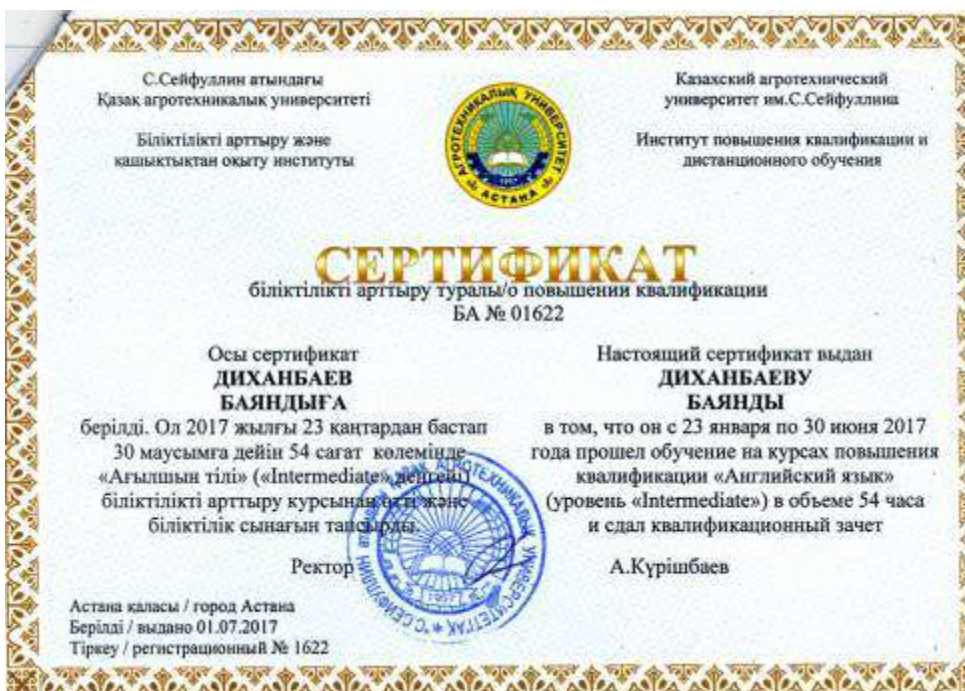 С.Сейфуллин атындағы
Қазақ агротехникалық университеті
Біліктілікті арттыру және
қашықтықтан оқыту институты
АГРОТЕХНИКАЛЫҚ УНИВЕРСИТЕТ
АСТАНА
Казахский агротехнический
университет им.С.Сейфуллина
Институт повышения квалификации и
дистанционного обучения
СЕРТИФИКАТ
біліктілікті арттыру туралы/о повышении квалификации
БА № 01622
Осы сертификат
ДИХАНБАЕВ
БАЯНДЫҒА
берілді. Ол 2017 жылғы 23 қаңтардан бастап
30 маусымға дейін 54 сағат көлемінде
«Ағылшын тілі» («Intermediate» деңгейі)
біліктілікті арттыру курсынан өтті және
біліктілік сынағын тапсырды.
Настоящий сертификат выдан
ДИХАНБАЕВУ
БАЯНДЫ
в том, что он с 23 января по 30 июня 2017
года прошел обучение на курсах повышения
квалификации «Английский язык»
(уровень «Intermediate») в объеме 54 часа
и сдал квалификационный зачет
Ректор
А.Күрішбаев
Астана қаласы / город Астана
Берілді / выдано 01.07.2017
Тіркеу / регистрационный № 1622